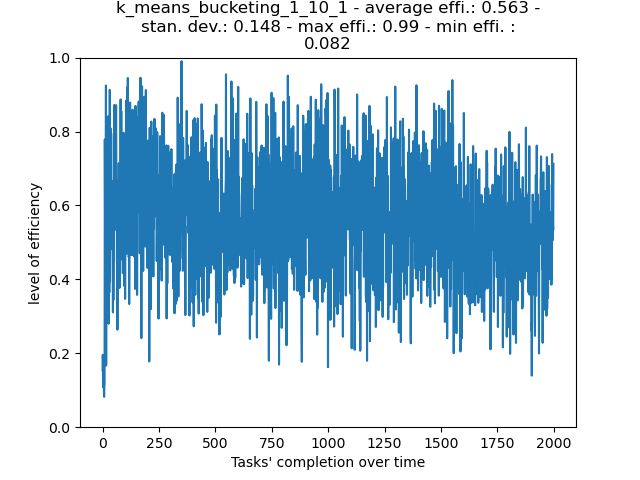 k_means_bucketing_1_10_1 - average effi.: 0.563 -
stan. dev.: 0.148 - max effi.: 0.99 - min effi. :
0.082
1.0
0.8
0.6
0.4
0.2
0.0
level of efficiency
0 250 500 750 1000 1250 1500 1750 2000
Tasks' completion over time